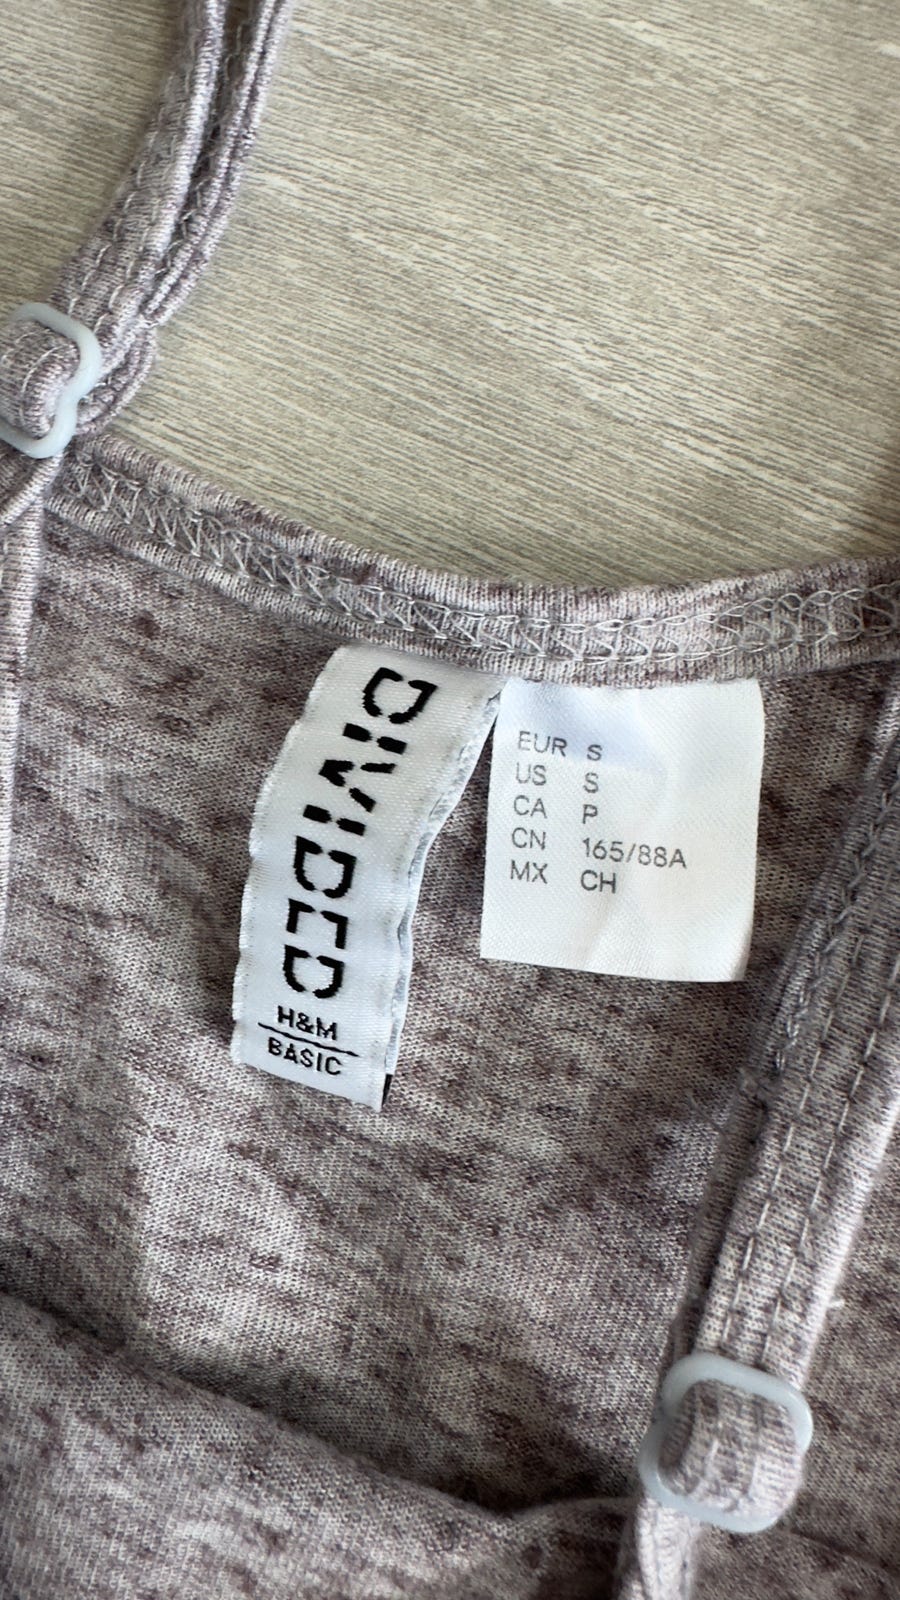 DIVIDED
H&M
BASIC
EUR S
US S
CA P
CN 165/88A
MX CH